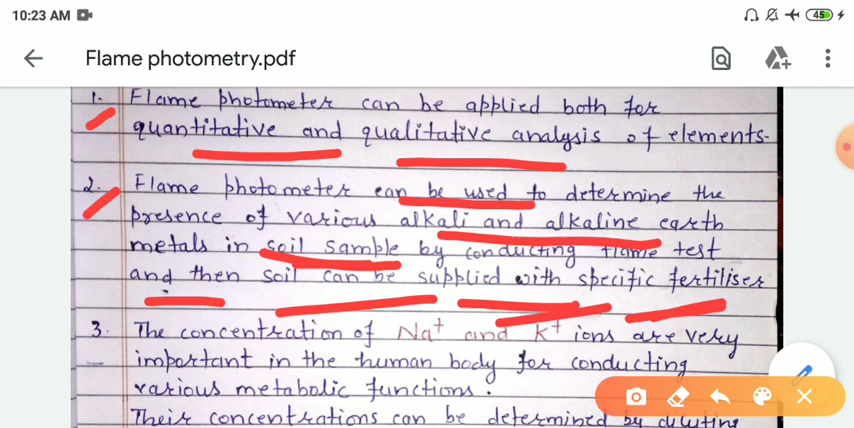 10:23 AM
45
Flame photometry.pdf
1. Flame photometer can be applied both for
quantitative and qualitative analysis of elements.
2. Flame photometer can be used to determine the
presence of various alkali and alkaline earth
metals in soil sample by conducting flame test
and then soil can be supplied with specific fertiliser
3. The concentration of Na+ and K+ ions are very
important in the human body for conducting
various metabolic functions.
Their concentrations can be determined by diluting